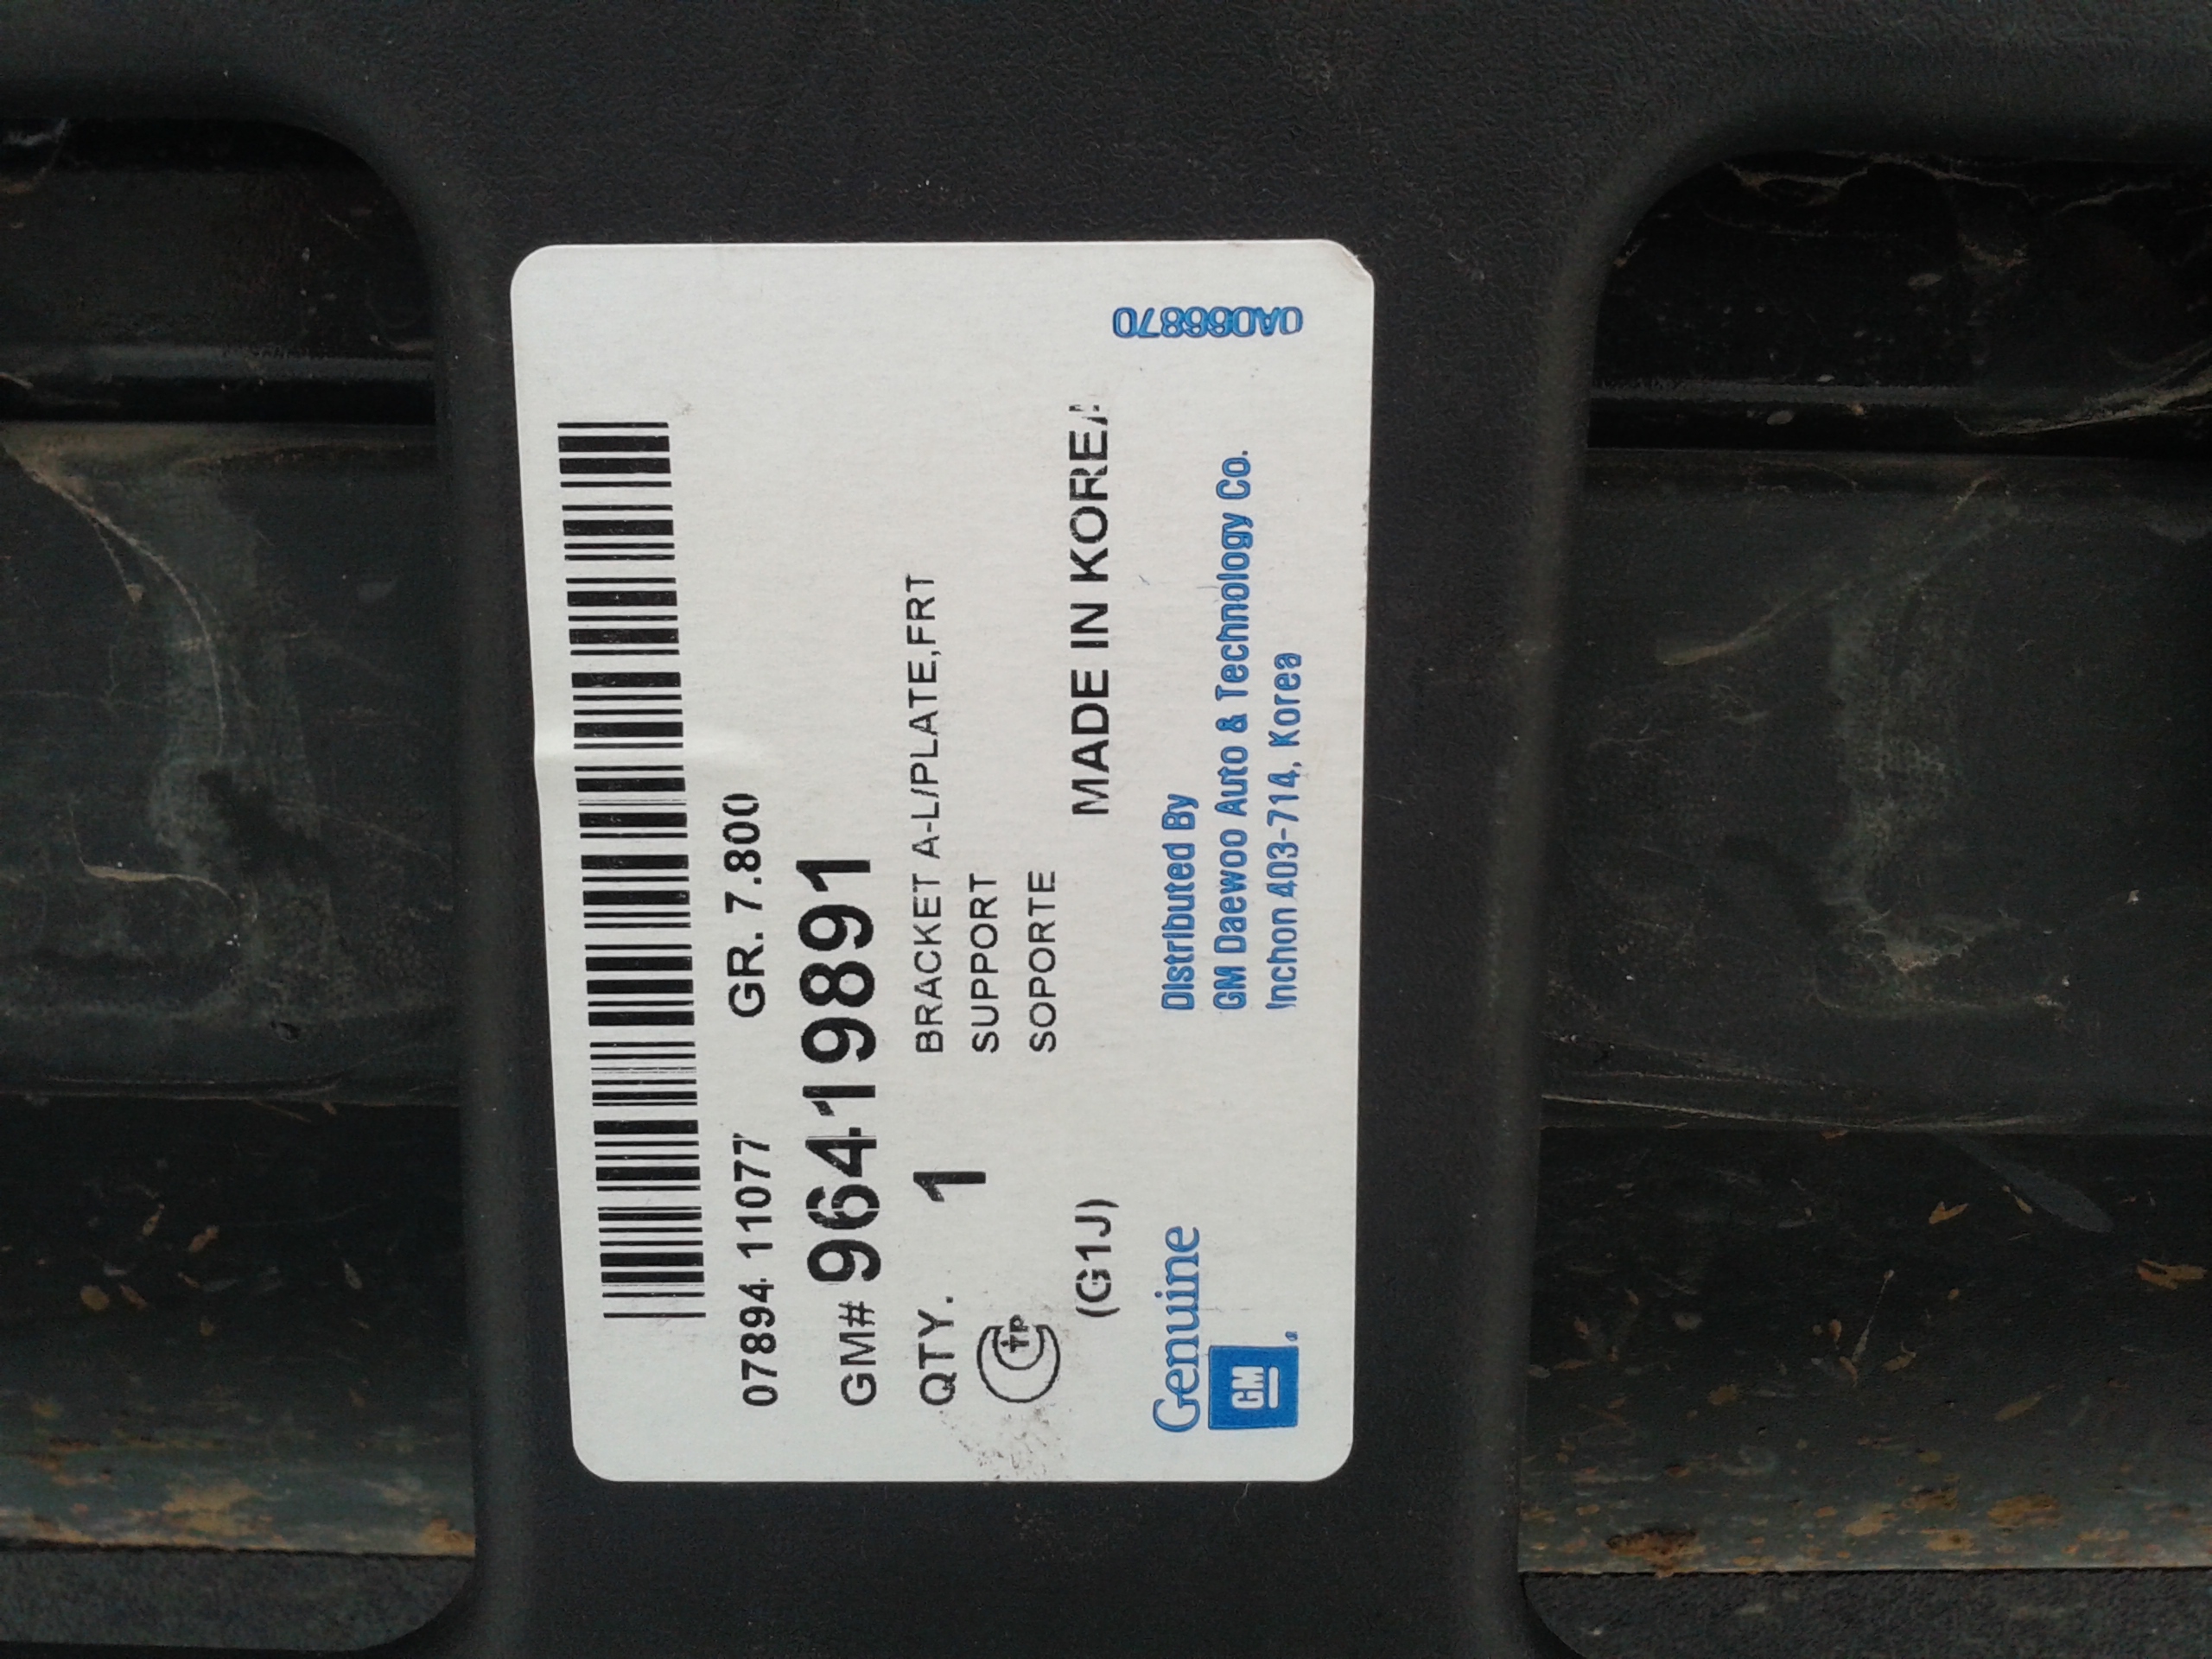 07894 11077 GR. 7.800
GM# 96419891
QTY. 1 BRACKET A-L/PLATE,FRT
SUPPORT
SOPORTE
(G1J) MADE IN KOREA
Genuine
GM
Distributed By
GM Daewoo Auto & Technology Co.
Inchon 403-714, Korea